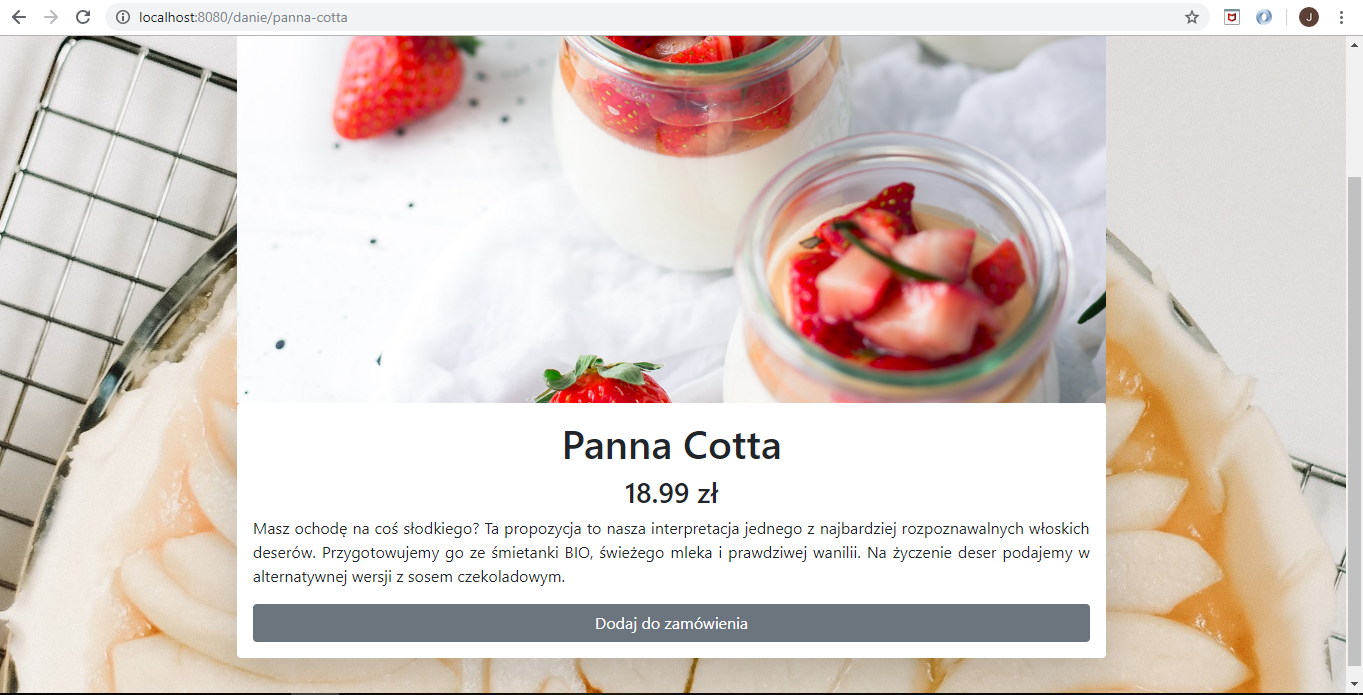 localhost:8080/danie/panna-cotta
J
Panna Cotta
18.99 zł
Masz ochodę na coś słodkiego? Ta propozycja to nasza interpretacja jednego z najbardziej rozpoznawalnych włoskich
deserów. Przygotowujemy go ze śmietanki BIO, świeżego mleka i prawdziwej wanilii. Na życzenie deser podajemy w
alternatywnej wersji z sosem czekoladowym.
Dodaj do zamówienia